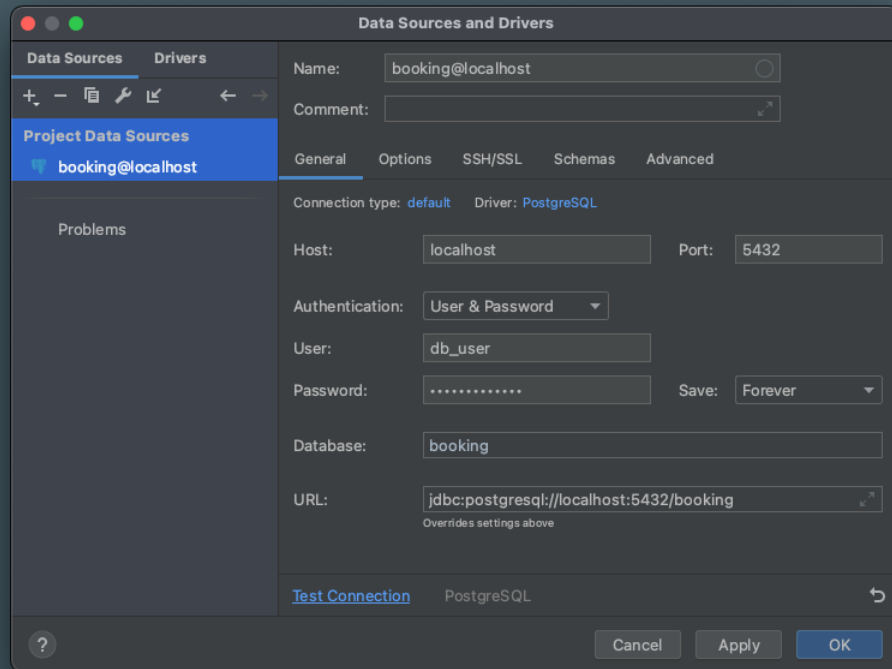 Data Sources and Drivers
Data Sources Drivers
Project Data Sources
booking@localhost
Problems
Name: booking@localhost
Comment:
General Options SSH/SSL Schemas Advanced
Connection type: default Driver: PostgreSQL
Host: localhost Port: 5432
Authentication: User & Password
User: db_user
Password: ••••••••••••• Save: Forever
Database: booking
URL: jdbc:postgresql://localhost:5432/booking
Overrides settings above
Test Connection PostgreSQL
? Cancel Apply OK